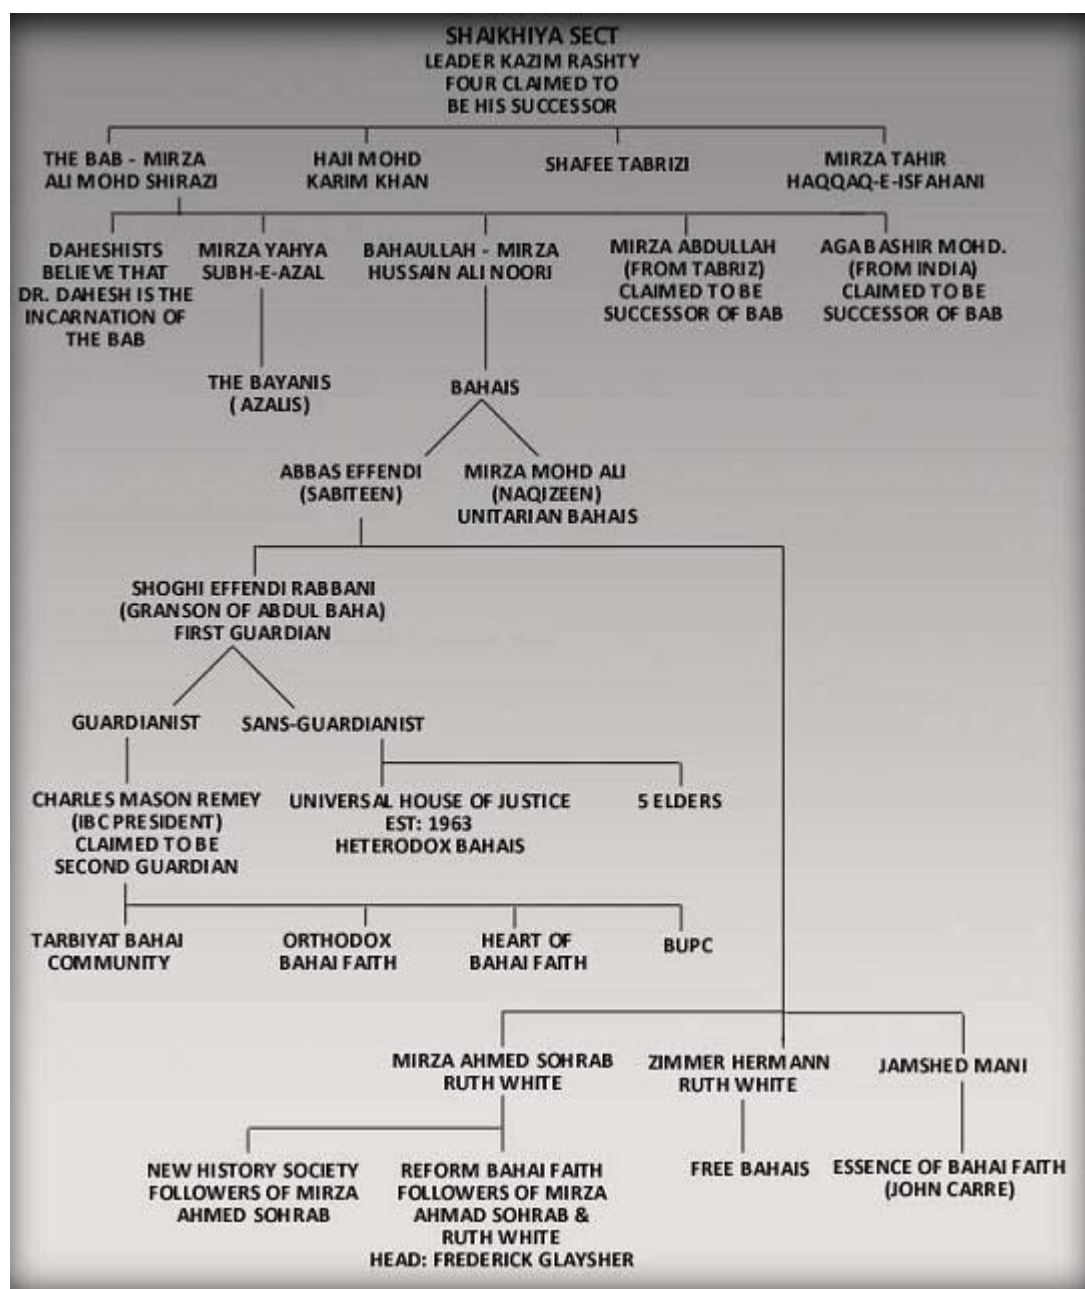 SHAIKHIYA SECT
LEADER KAZIM RASHTY
FOUR CLAIMED TO
BE HIS SUCCESSOR
THE BAB - MIRZA
ALI MOHD SHIRAZI
HAJI MOHD
KARIM KHAN
SHAFEE TABRIZI
MIRZA TAHIR
HAQQAQ-E-ISFAHANI
DAHESHISTS
BELIEVE THAT
DR. DAHESH IS THE
INCARNATION OF
THE BAB
MIRZA YAHYA
SUBH-E-AZAL
BAHAULLAH - MIRZA
HUSSAIN ALI NOORI
MIRZA ABDULLAH
(FROM TABRIZ)
CLAIMED TO BE
SUCCESSOR OF BAB
AGA BASHIR MOHD.
(FROM INDIA)
CLAIMED TO BE
SUCCESSOR OF BAB
THE BAYANIS
(AZALIS)
BAHAIS
ABBAS EFFENDI
(SABITEEN)
MIRZA MOHD ALI
(NAQIZEEN)
UNITARIAN BAHAIS
SHOGHI EFFENDI RABBANI
(GRANSON OF ABDUL BAHA)
FIRST GUARDIAN
GUARDIANIST
SANS-GUARDIANIST
CHARLES MASON REMEY
(IBC PRESIDENT)
CLAIMED TO BE
SECOND GUARDIAN
UNIVERSAL HOUSE OF JUSTICE
EST: 1963
HETERODOX BAHAIS
5 ELDERS
TARBIYAT BAHAI
COMMUNITY
ORTHODOX
BAHAI FAITH
HEART OF
BAHAI FAITH
BUPC
MIRZA AHMED SOHRAB
RUTH WHITE
ZIMMER HERMANN
RUTH WHITE
JAMSHED MANI
NEW HISTORY SOCIETY
FOLLOWERS OF MIRZA
AHMED SOHRAB
REFORM BAHAI FAITH
FOLLOWERS OF MIRZA
AHMAD SOHRAB &
RUTH WHITE
HEAD: FREDERICK GLAYSHER
FREE BAHAIS
ESSENCE OF BAHAI FAITH
(JOHN CARRE)